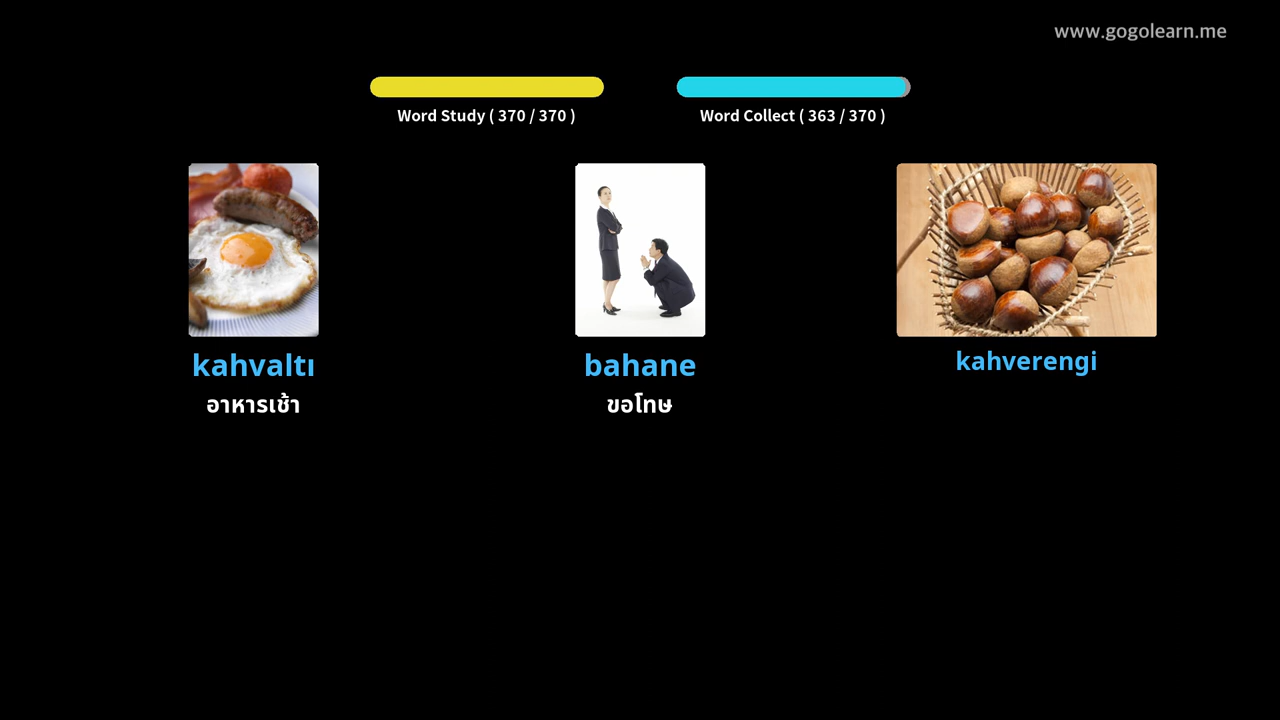 www.gogolearn.me
Word Study ( 370 / 370 )
Word Collect ( 363 / 370 )
kahvaltı
bahane
kahverengi
อาหารเช้า
ขอโทษ